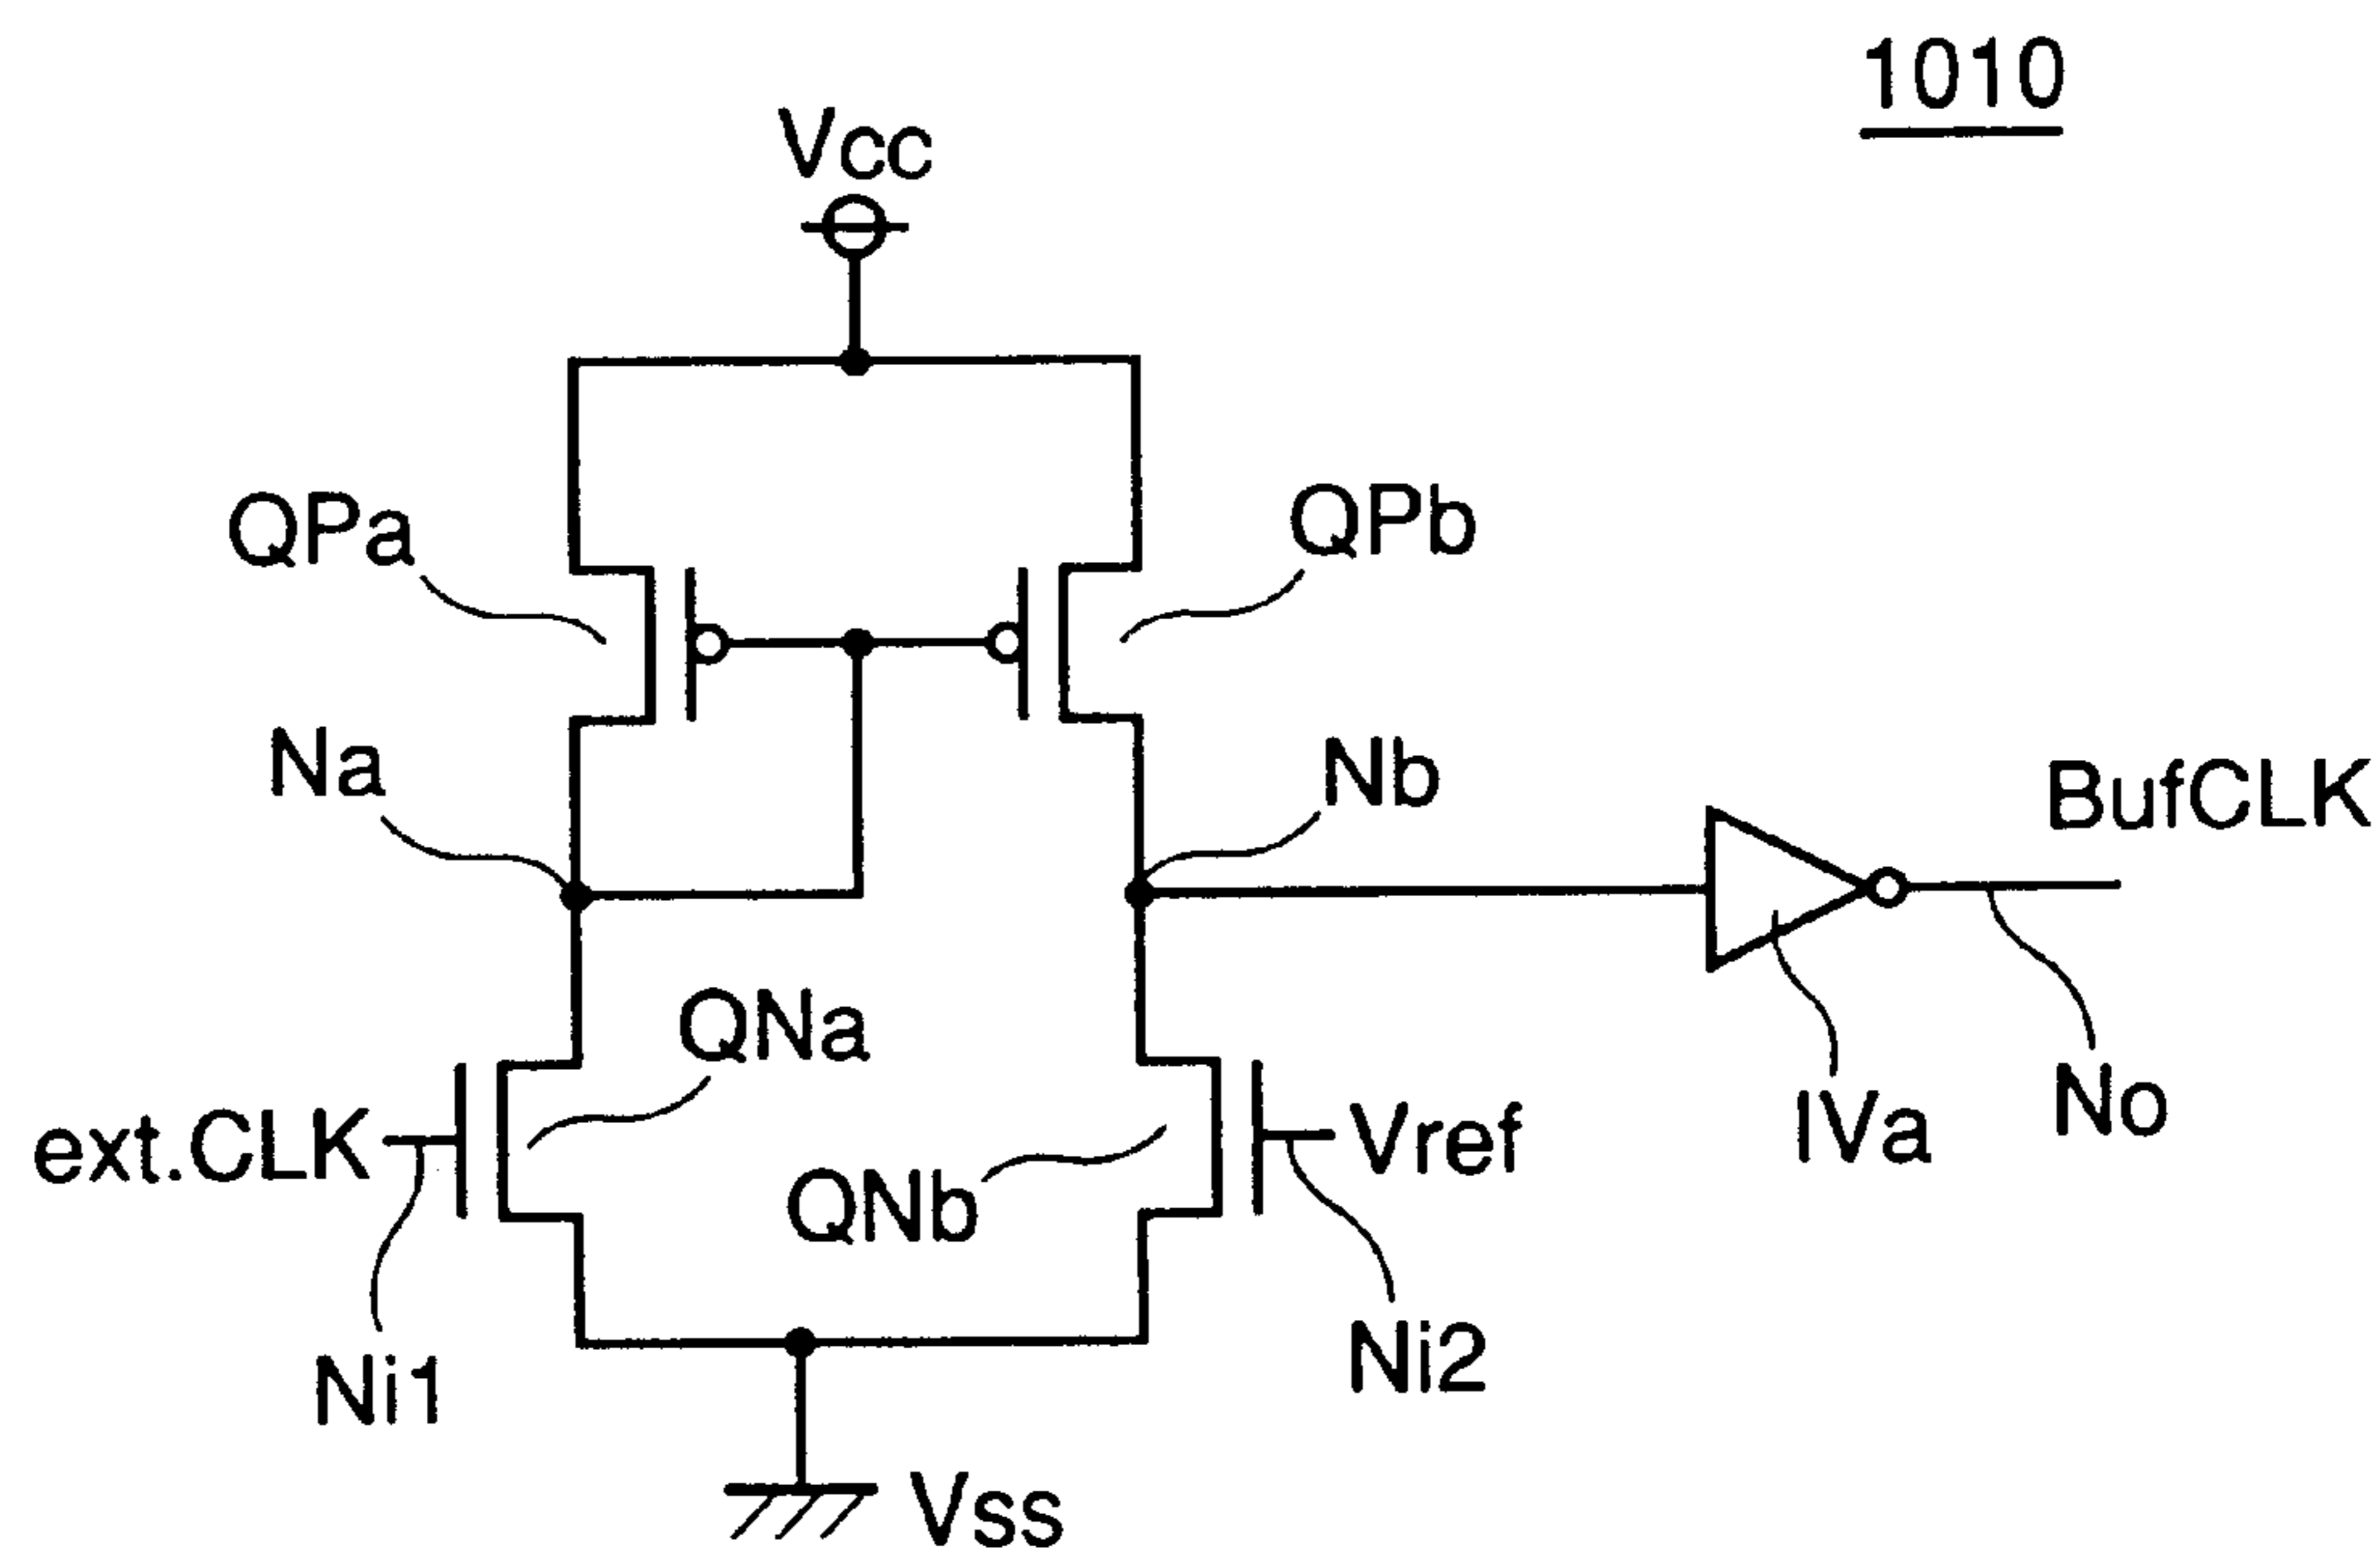 1010
Vcc
QPa
QPb
Na
Nb
BufCLK
QNa
ext.CLK
QNb
Vref
IVa
No
Ni1
Ni2
Vss